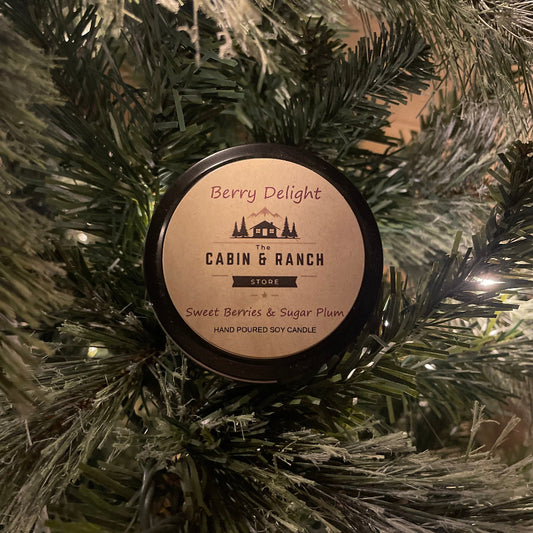 Berry Delight
The
CABIN & RANCH
STORE
Sweet Berries & Sugar Plum
HAND POURED SOY CANDLE